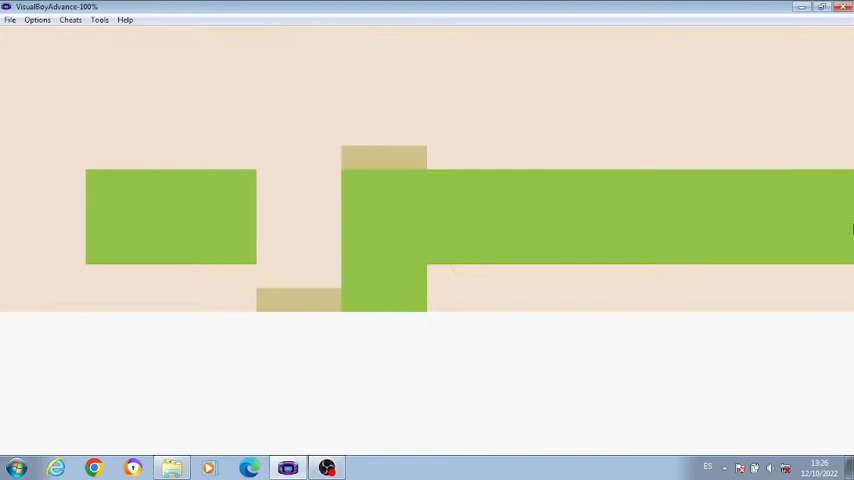 VisualBoyAdvance-100%
File Options Cheats Tools Help
ES
13:26
12/10/2022